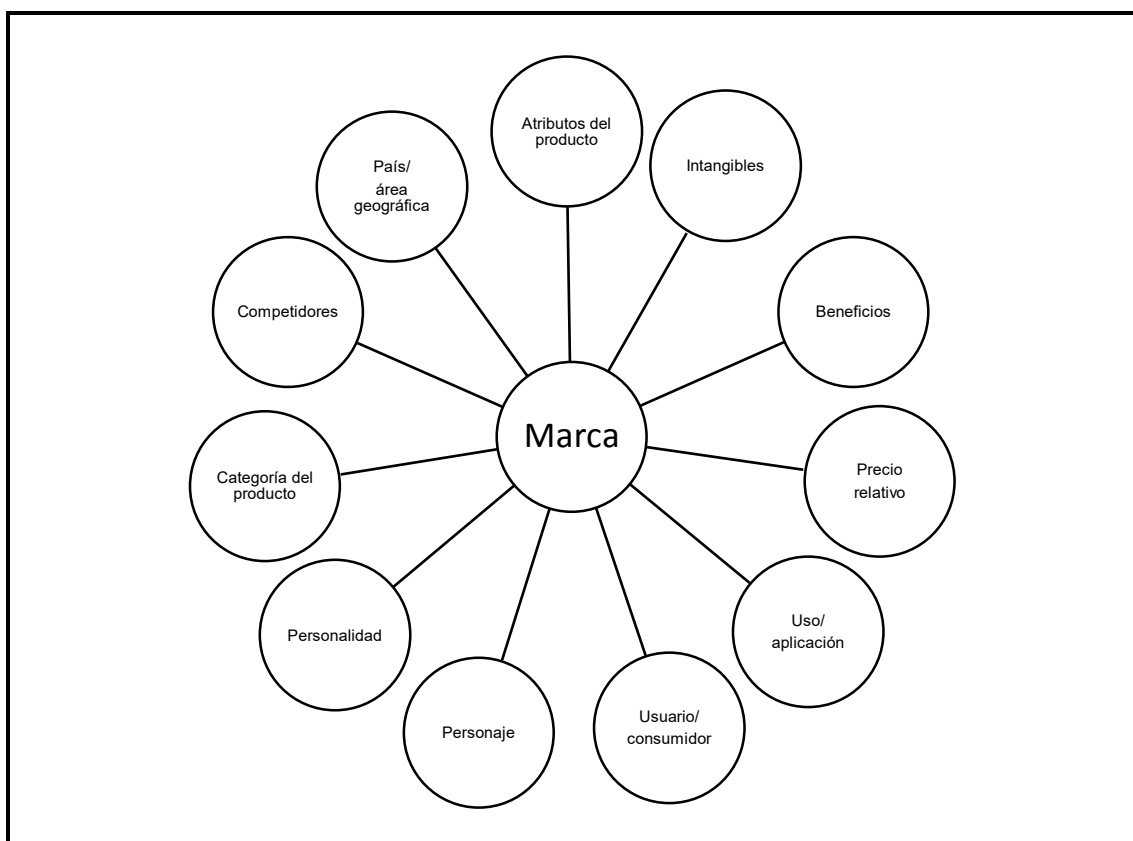 Atributos del
producto
Intangibles
Beneficios
Precio
relativo
Uso/
aplicación
Usuario/
consumidor
Personaje
Personalidad
Categoría del
producto
Competidores
País/
área
geográfica
Marca